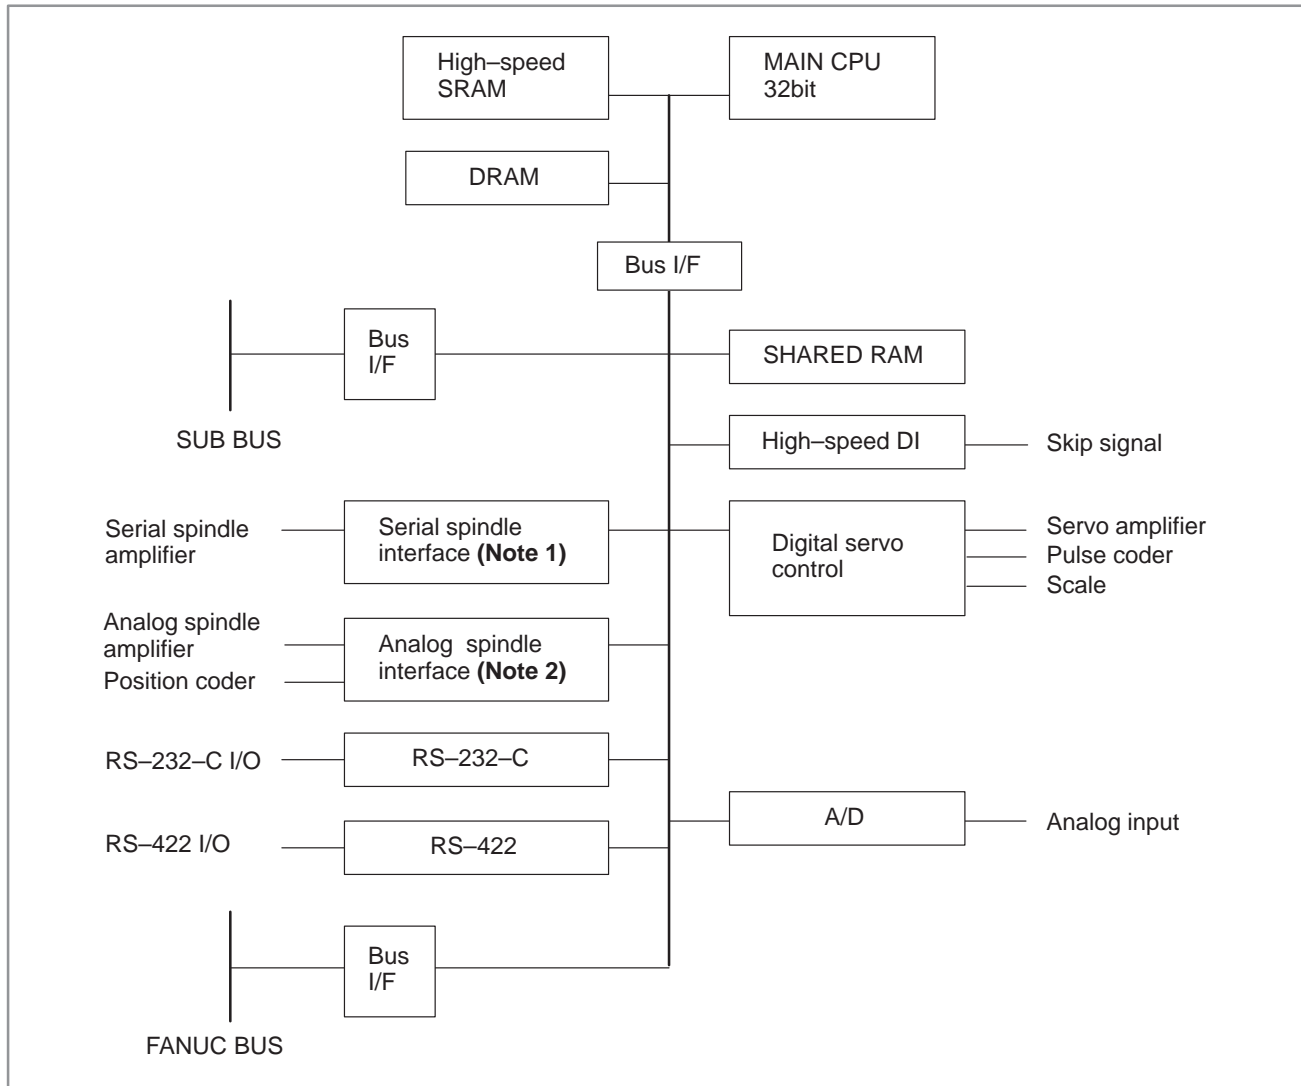 High–speed
SRAM
MAIN CPU
32bit
DRAM
Bus I/F
Bus
I/F
SHARED RAM
SUB BUS
High–speed DI
Skip signal
Serial spindle
amplifier
Serial spindle
interface (Note 1)
Digital servo
control
Servo amplifier
Pulse coder
Scale
Analog spindle
amplifier
Position coder
Analog spindle
interface (Note 2)
RS–232–C I/O
RS–232–C
A/D
Analog input
RS–422 I/O
RS–422
Bus
I/F
FANUC BUS